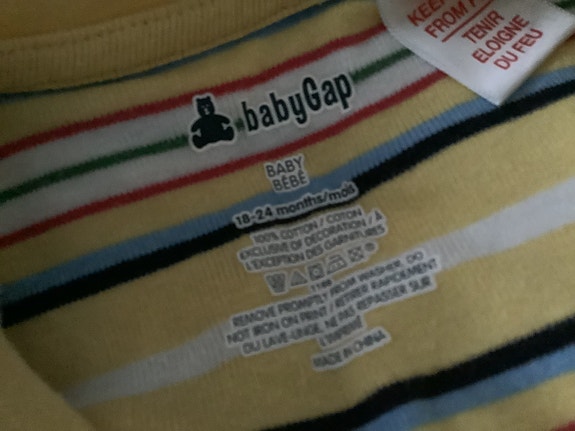 KEEP
FROM
TENIR
ELOIGNE
DU FEU
babyGap
BABY
BÉBÉ
18-24 months/mois
100% COTTON / COTON
EXCLUSIVE OF DECORATION / À
L'EXCEPTION DES GARNITURES
REMOVE PROMPTLY FROM WASHER, DO
NOT IRON ON PRINT / RETIRER RAPIDEMENT
DU LAVE-LINGE, NE PAS REPASSER SUR
L'IMPRIMÉ
MADE IN CHINA